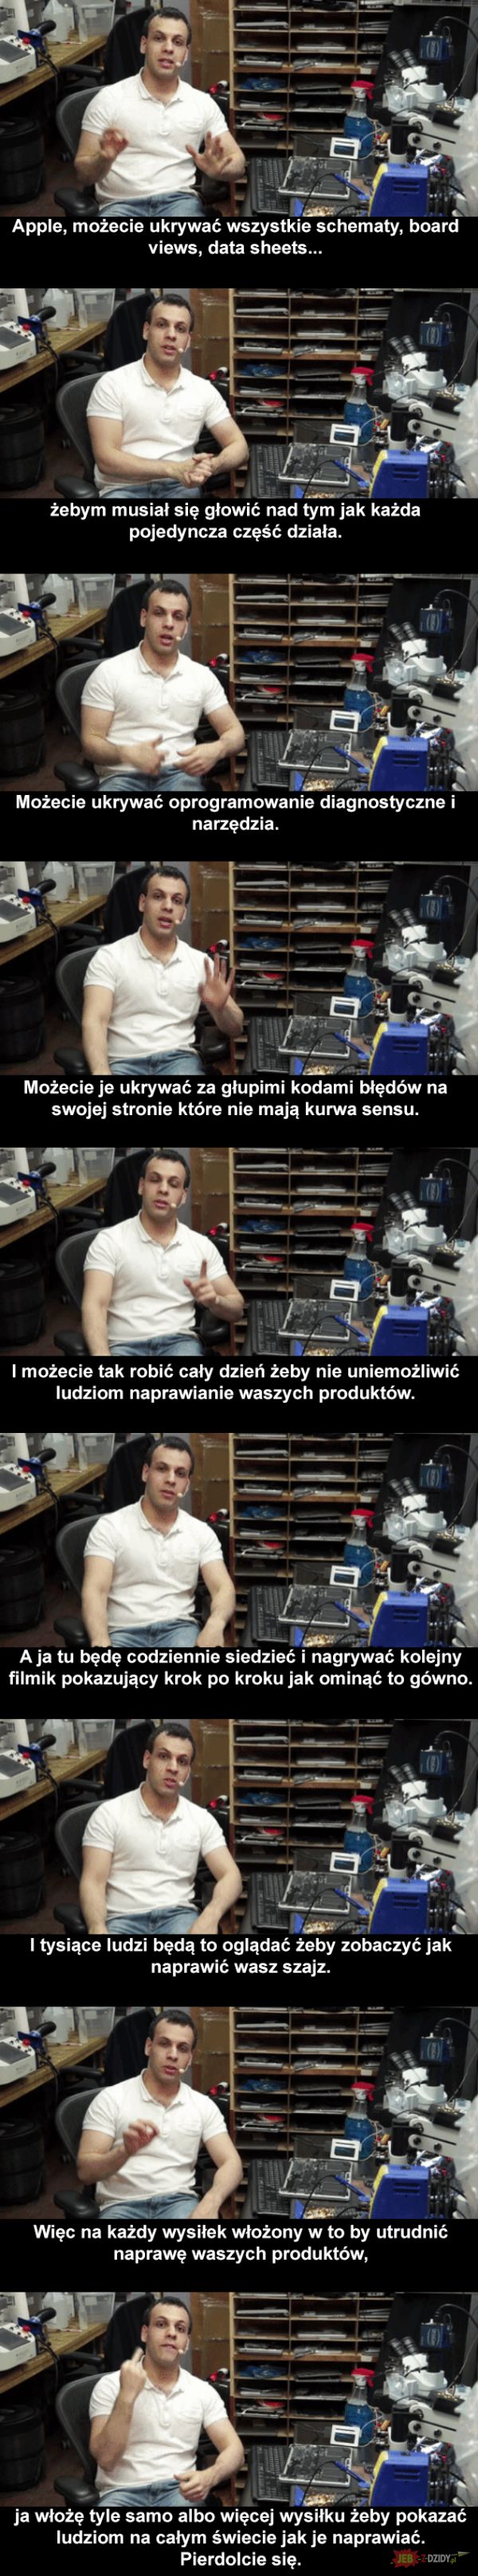 Apple, możecie ukrywać wszystkie schematy, board
views, data sheets...
żebym musiał się głowić nad tym jak każda
pojedyncza część działa.
Możecie ukrywać oprogramowanie diagnostyczne i
narzędzia.
Możecie je ukrywać za głupimi kodami błędów na
swojej stronie które nie mają kurwa sensu.
I możecie tak robić cały dzień żeby nie uniemożliwić
ludziom naprawianie waszych produktów.
A ja tu będę codziennie siedzieć i nagrywać kolejny
filmik pokazujący krok po kroku jak ominąć to gówno.
I tysiące ludzi będą to oglądać żeby zobaczyć jak
naprawić wasz szajz.
Więc na każdy wysiłek włożony w to by utrudnić
naprawę waszych produktów,
ja włożę tyle samo albo więcej wysiłku żeby pokazać
ludziom na całym świecie jak je naprawiać.
Pierdolcie się.
JEB-Z-DZIDY.pl